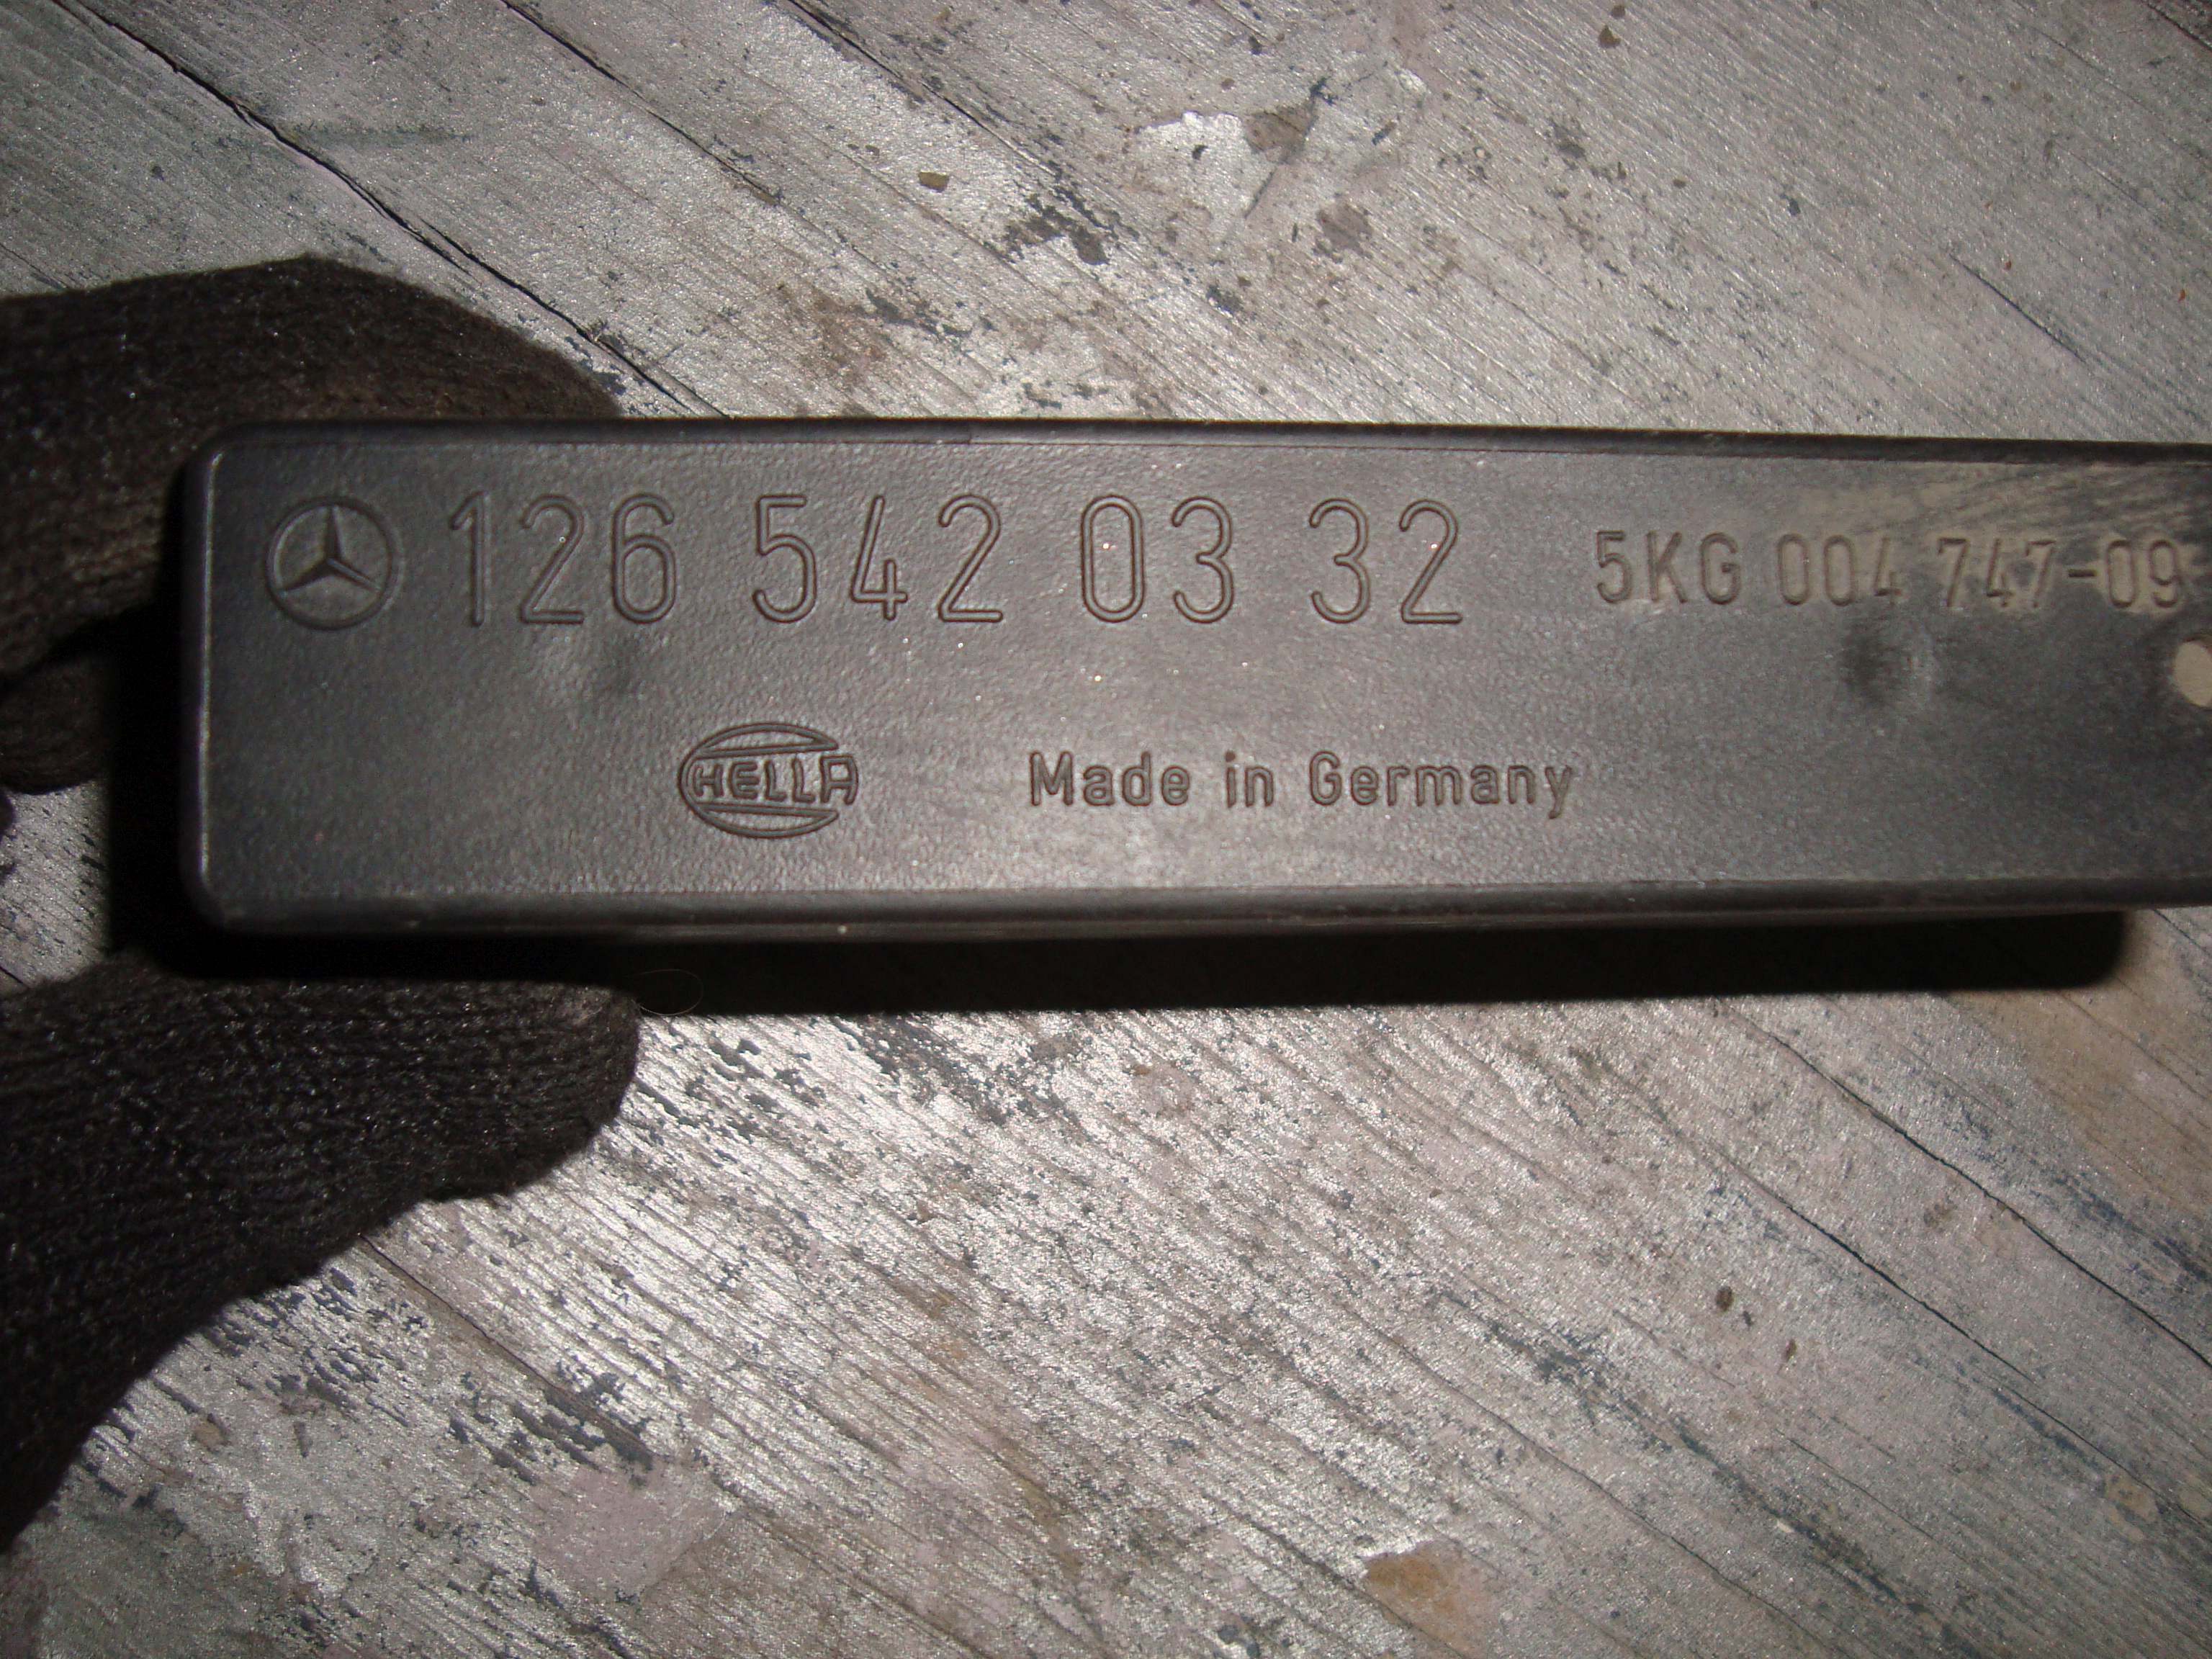 126 542 03 32 5KG 004 747-09
HELLA Made in Germany